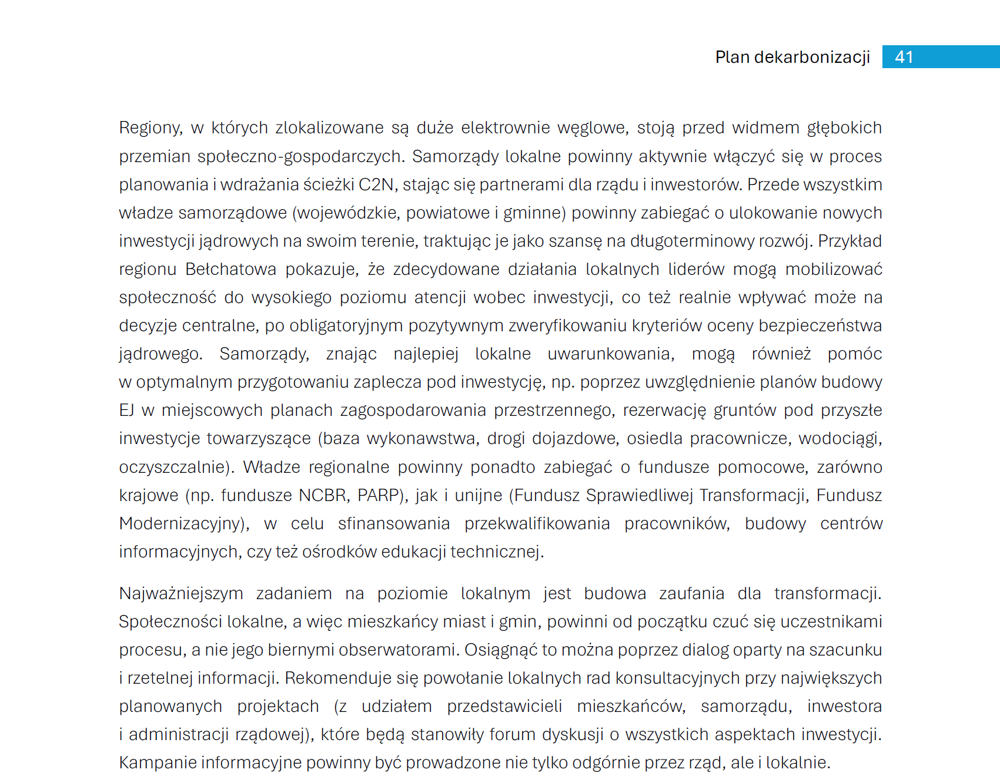 Plan dekarbonizacji 41
Regiony, w których zlokalizowane są duże elektrownie węglowe, stoją przed widmem głębokich
przemian społeczno-gospodarczych. Samorządy lokalne powinny aktywnie włączyć się w proces
planowania i wdrażania ścieżki C2N, stając się partnerami dla rządu i inwestorów. Przede wszystkim
władze samorządowe (wojewódzkie, powiatowe i gminne) powinny zabiegać o ulokowanie nowych
inwestycji jądrowych na swoim terenie, traktując je jako szansę na długoterminowy rozwój. Przykład
regionu Bełchatowa pokazuje, że zdecydowane działania lokalnych liderów mogą mobilizować
społeczność do wysokiego poziomu atencji wobec inwestycji, co też realnie wpływać może na
decyzje centralne, po obligatoryjnym pozytywnym zweryfikowaniu kryteriów oceny bezpieczeństwa
jądrowego. Samorządy, znając najlepiej lokalne uwarunkowania, mogą również pomóc
w optymalnym przygotowaniu zaplecza pod inwestycję, np. poprzez uwzględnienie planów budowy
EJ w miejscowych planach zagospodarowania przestrzennego, rezerwację gruntów pod przyszłe
inwestycje towarzyszące (baza wykonawstwa, drogi dojazdowe, osiedla pracownicze, wodociągi,
oczyszczalnie). Władze regionalne powinny ponadto zabiegać o fundusze pomocowe, zarówno
krajowe (np. fundusze NCBR, PARP), jak i unijne (Fundusz Sprawiedliwej Transformacji, Fundusz
Modernizacyjny), w celu sfinansowania przekwalifikowania pracowników, budowy centrów
informacyjnych, czy też ośrodków edukacji technicznej.
Najważniejszym zadaniem na poziomie lokalnym jest budowa zaufania dla transformacji.
Społeczności lokalne, a więc mieszkańcy miast i gmin, powinni od początku czuć się uczestnikami
procesu, a nie jego biernymi obserwatorami. Osiągnąć to można poprzez dialog oparty na szacunku
i rzetelnej informacji. Rekomenduje się powołanie lokalnych rad konsultacyjnych przy największych
planowanych projektach (z udziałem przedstawicieli mieszkańców, samorządu, inwestora
i administracji rządowej), które będą stanowiły forum dyskusji o wszystkich aspektach inwestycji.
Kampanie informacyjne powinny być prowadzone nie tylko odgórnie przez rząd, ale i lokalnie.